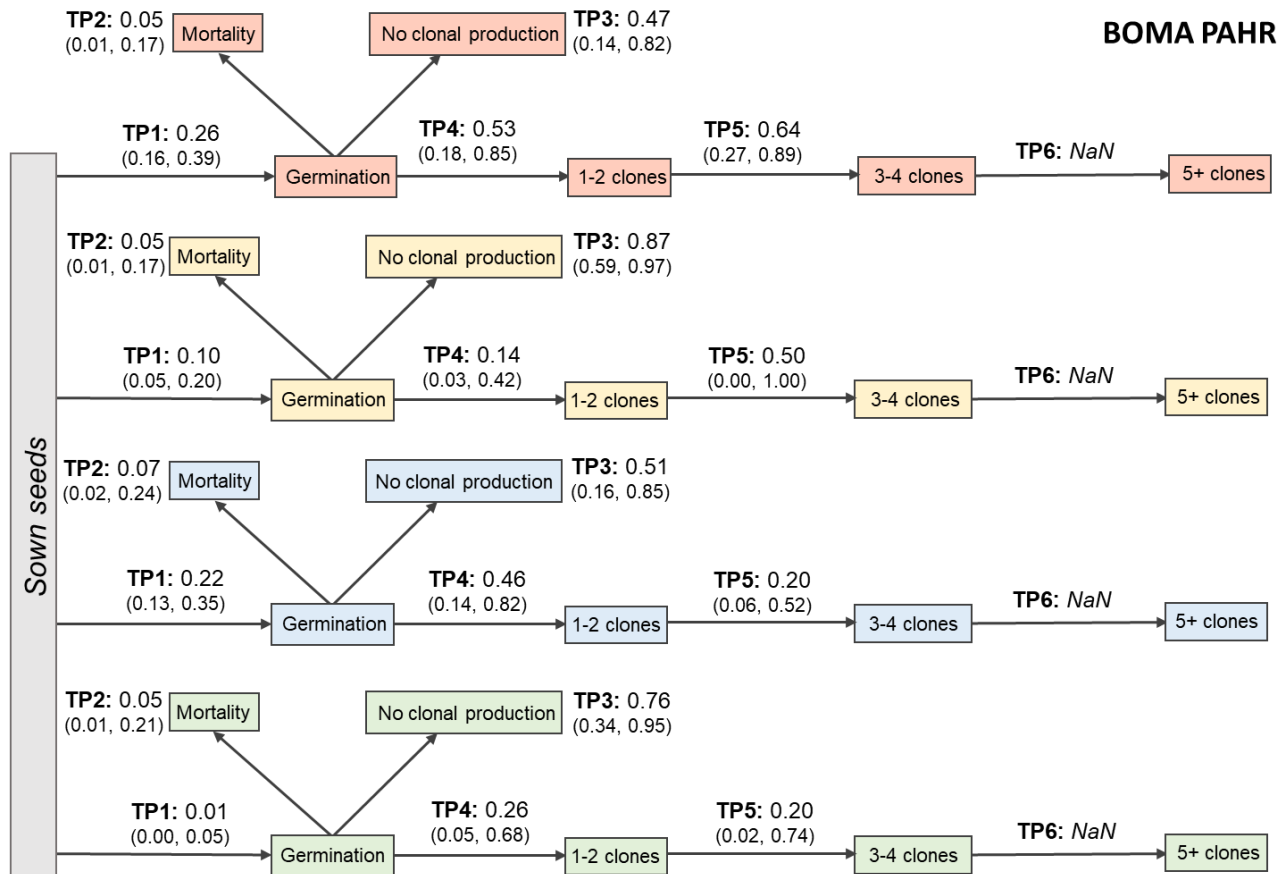 BOMA PAHR
Sown seeds
TP2: 0.05
(0.01, 0.17)
Mortality
No clonal production
TP3: 0.47
(0.14, 0.82)
TP1: 0.26
(0.16, 0.39)
Germination
TP4: 0.53
(0.18, 0.85)
1-2 clones
TP5: 0.64
(0.27, 0.89)
3-4 clones
TP6: NaN
5+ clones
TP2: 0.05
(0.01, 0.17)
Mortality
No clonal production
TP3: 0.87
(0.59, 0.97)
TP1: 0.10
(0.05, 0.20)
Germination
TP4: 0.14
(0.03, 0.42)
1-2 clones
TP5: 0.50
(0.00, 1.00)
3-4 clones
TP6: NaN
5+ clones
TP2: 0.07
(0.02, 0.24)
Mortality
No clonal production
TP3: 0.51
(0.16, 0.85)
TP1: 0.22
(0.13, 0.35)
Germination
TP4: 0.46
(0.14, 0.82)
1-2 clones
TP5: 0.20
(0.06, 0.52)
3-4 clones
TP6: NaN
5+ clones
TP2: 0.05
(0.01, 0.21)
Mortality
No clonal production
TP3: 0.76
(0.34, 0.95)
TP1: 0.01
(0.00, 0.05)
Germination
TP4: 0.26
(0.05, 0.68)
1-2 clones
TP5: 0.20
(0.02, 0.74)
3-4 clones
TP6: NaN
5+ clones